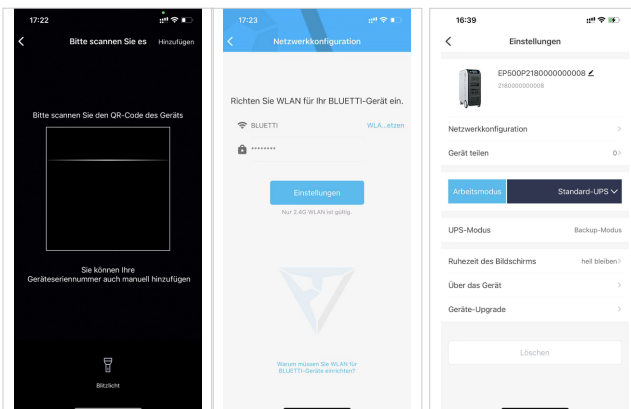 17:22
Bitte scannen Sie es Hinzufügen
Bitte scannen Sie den QR-Code des Geräts
Sie können Ihre
Geräteseriennummer auch manuell hinzufügen
Blitzlicht
17:23
Netzwerkkonfiguration
Richten Sie WLAN für Ihr BLUETTI-Gerät ein.
BLUETTI WLA...etzen
••••••••
Einstellungen
Nur 2.4G WLAN ist gültig.
Warum müssen Sie WLAN für
BLUETTI-Geräte einrichten?
16:39
Einstellungen
EP500P2180000000008
2180000000008
Netzwerkkonfiguration
Gerät teilen 0
Arbeitsmodus Standard-UPS
UPS-Modus Backup-Modus
Ruhezeit des Bildschirms hell bleiben
Über das Gerät
Geräte-Upgrade
Löschen